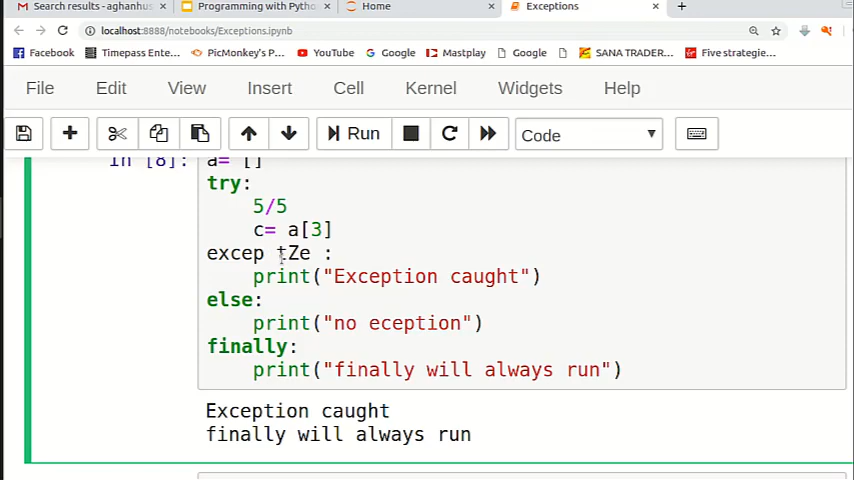 Search results - aghanhus × Programming with Pytho × Home × Exceptions ×
localhost:8888/notebooks/Exceptions.ipynb
Facebook Timepass Ente... PicMonkey's P... YouTube Google Mastplay Google SANA TRADER... Five strategie...
File Edit View Insert Cell Kernel Widgets Help
Run Code
In [8]: a= []
try:
5/5
c= a[3]
excep tZe :
print("Exception caught")
else:
print("no eception")
finally:
print("finally will always run")
Exception caught
finally will always run